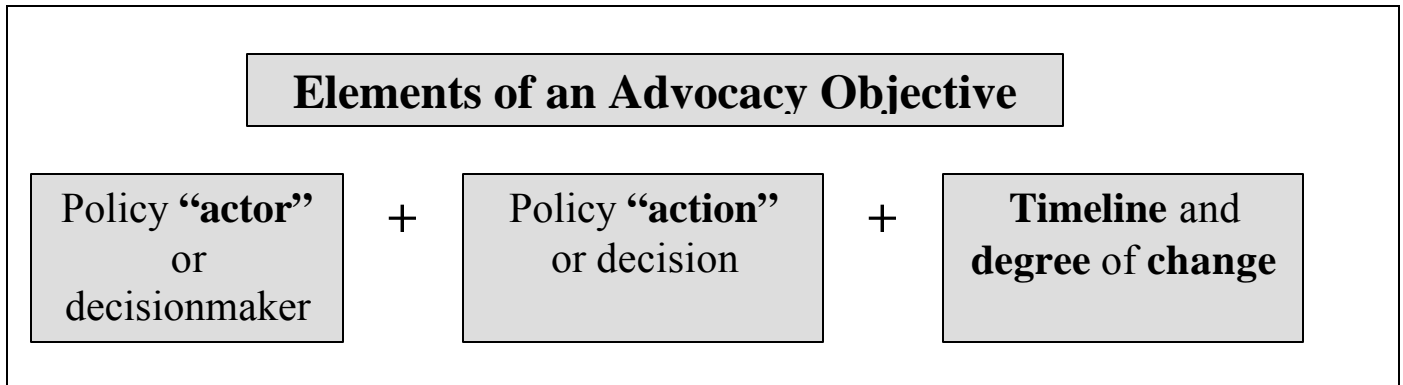 Elements of an Advocacy Objective
Policy “actor”
or
decisionmaker
+
Policy “action”
or decision
+
Timeline and
degree of change